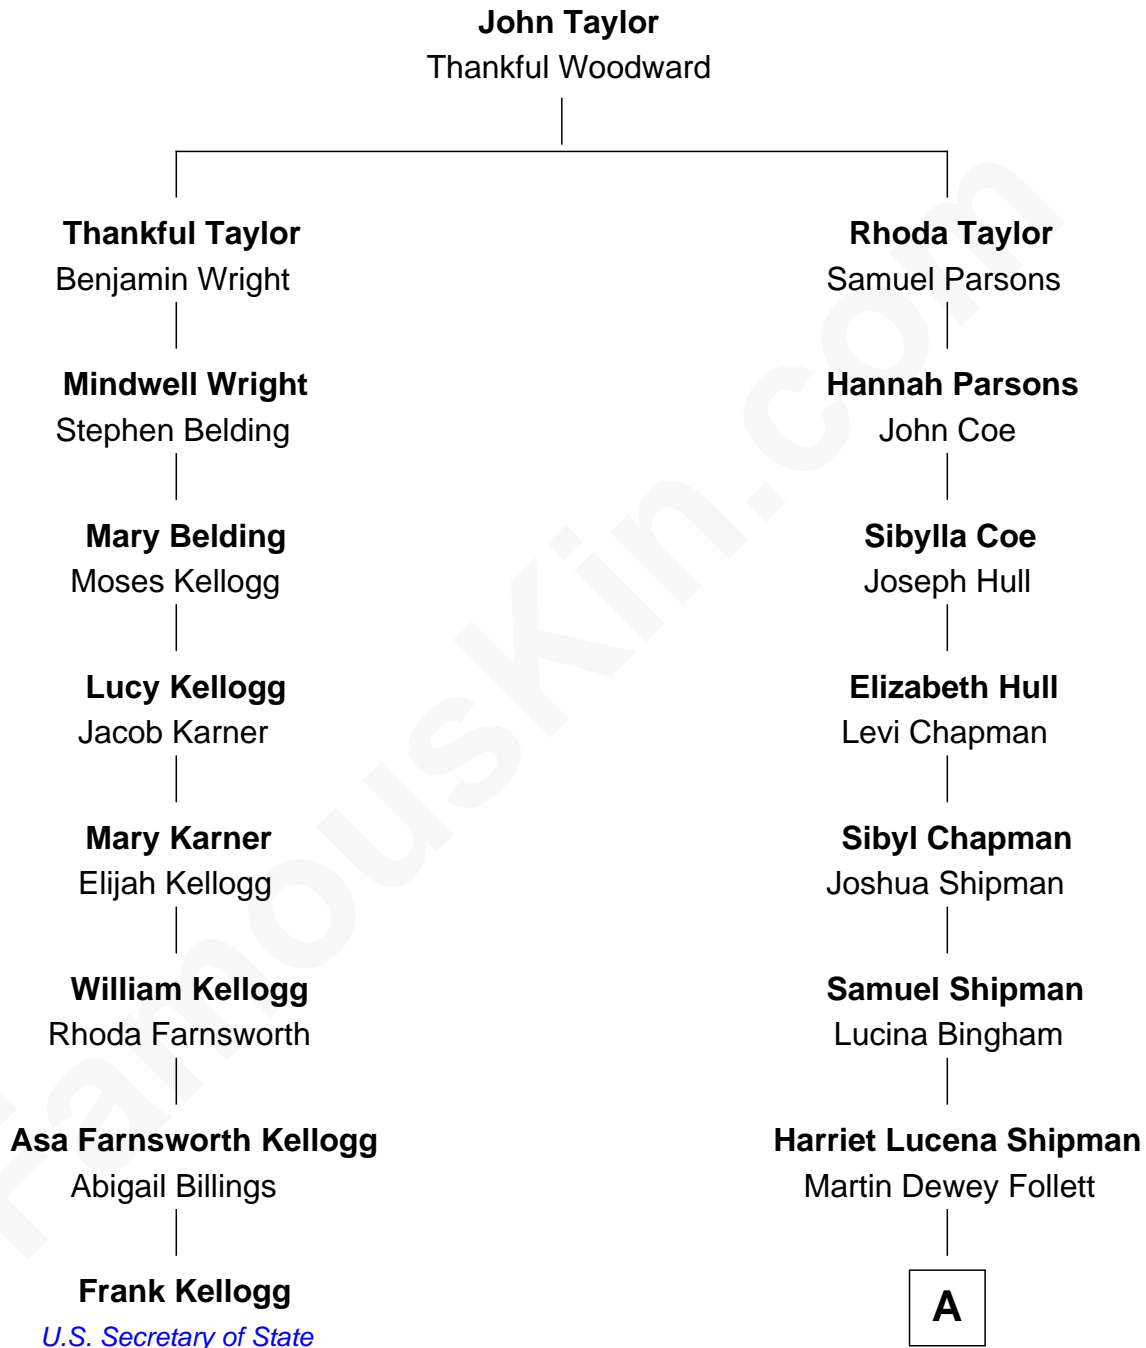 John Taylor
Thankful Woodward
Thankful Taylor
Benjamin Wright
Rhoda Taylor
Samuel Parsons
Mindwell Wright
Stephen Belding
Hannah Parsons
John Coe
Mary Belding
Moses Kellogg
Sibylla Coe
Joseph Hull
Lucy Kellogg
Jacob Karner
Elizabeth Hull
Levi Chapman
Mary Karner
Elijah Kellogg
Sibyl Chapman
Joshua Shipman
William Kellogg
Rhoda Farnsworth
Samuel Shipman
Lucina Bingham
Asa Farnsworth Kellogg
Abigail Billings
Harriet Lucena Shipman
Martin Dewey Follett
Frank Kellogg
U.S. Secretary of State
A
FamousKin.com